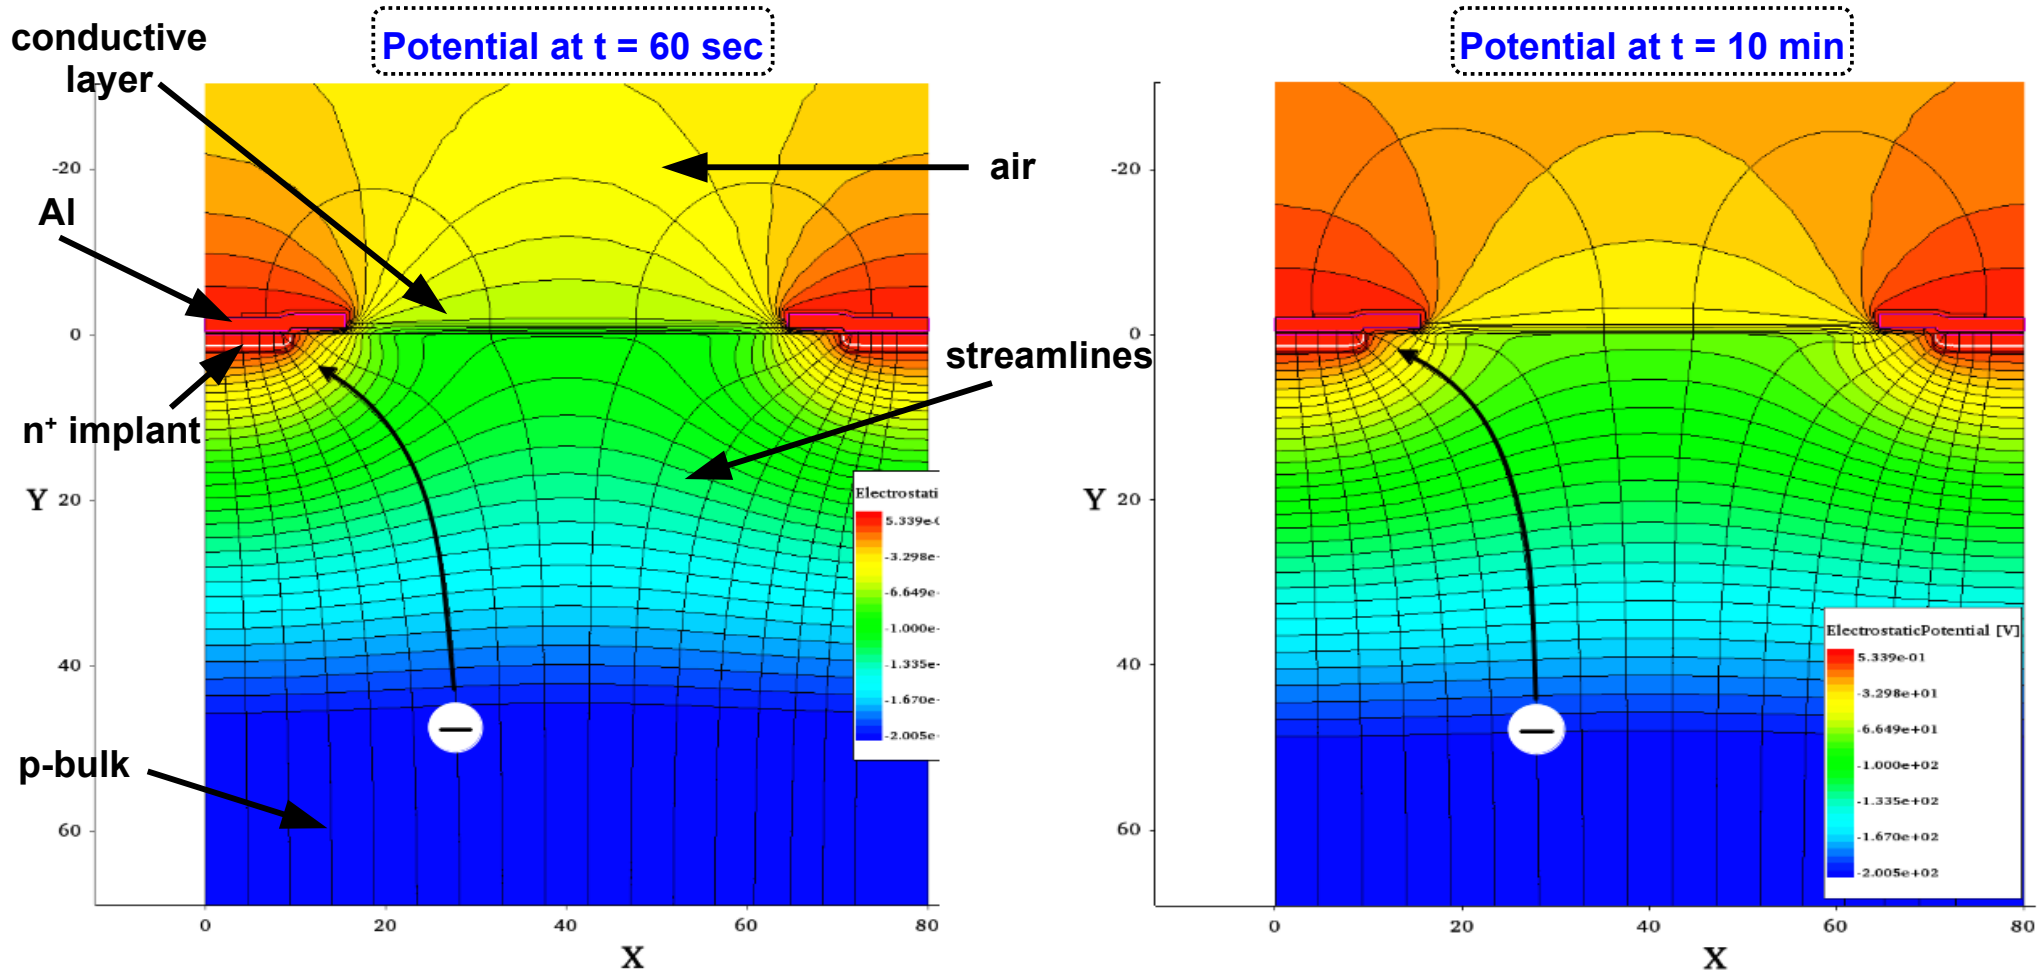 conductive
layer
Potential at t = 60 sec
air
Al
streamlines
n+ implant
p-bulk
-20
0
20
40
60
Y
0
20
40
60
80
X
Electrostati
5.339e-(
-3.298e-
-6.649e-
-1.000e-
-1.335e-
-1.670e-
-2.005e-
Potential at t = 10 min
-20
0
20
40
60
Y
0
20
40
60
80
X
ElectrostaticPotential [V]
5.339e-01
-3.298e+01
-6.649e+01
-1.000e+02
-1.335e+02
-1.670e+02
-2.005e+02